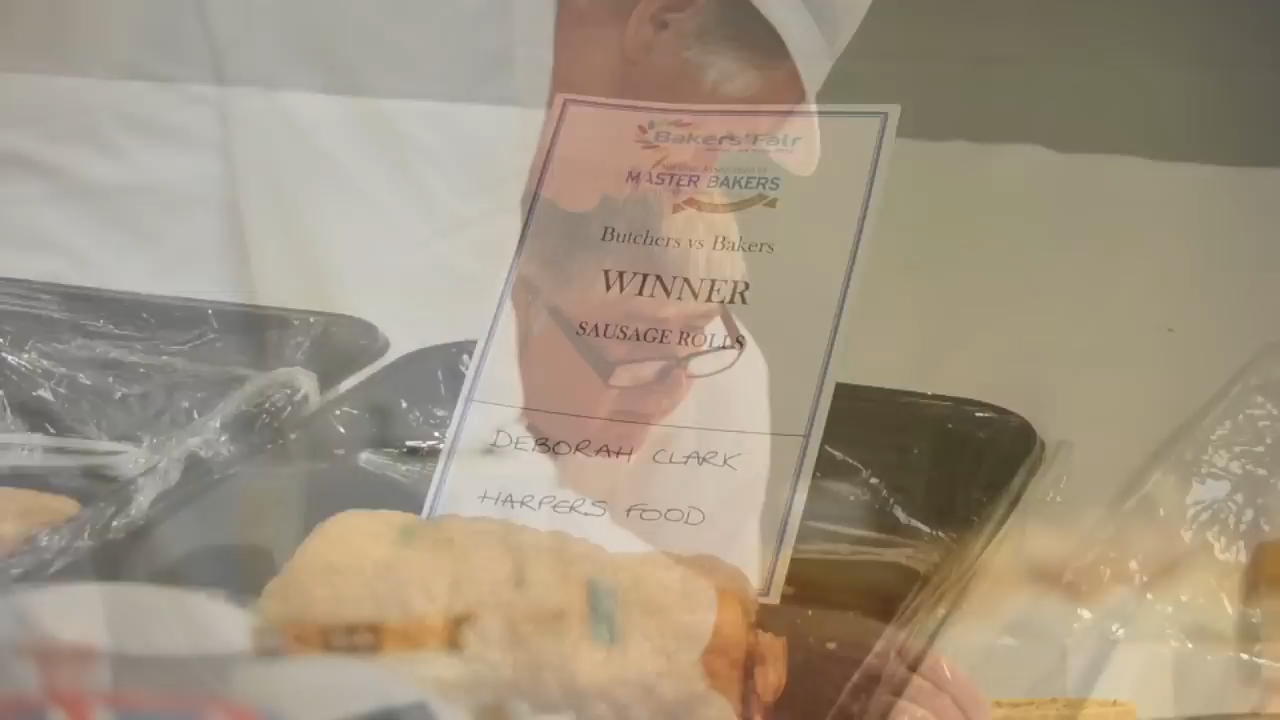 Bakers' Fair
MASTER BAKERS
Butchers vs Bakers
WINNER
SAUSAGE ROLLS
DEBORAH CLARK
HARPERS FOOD